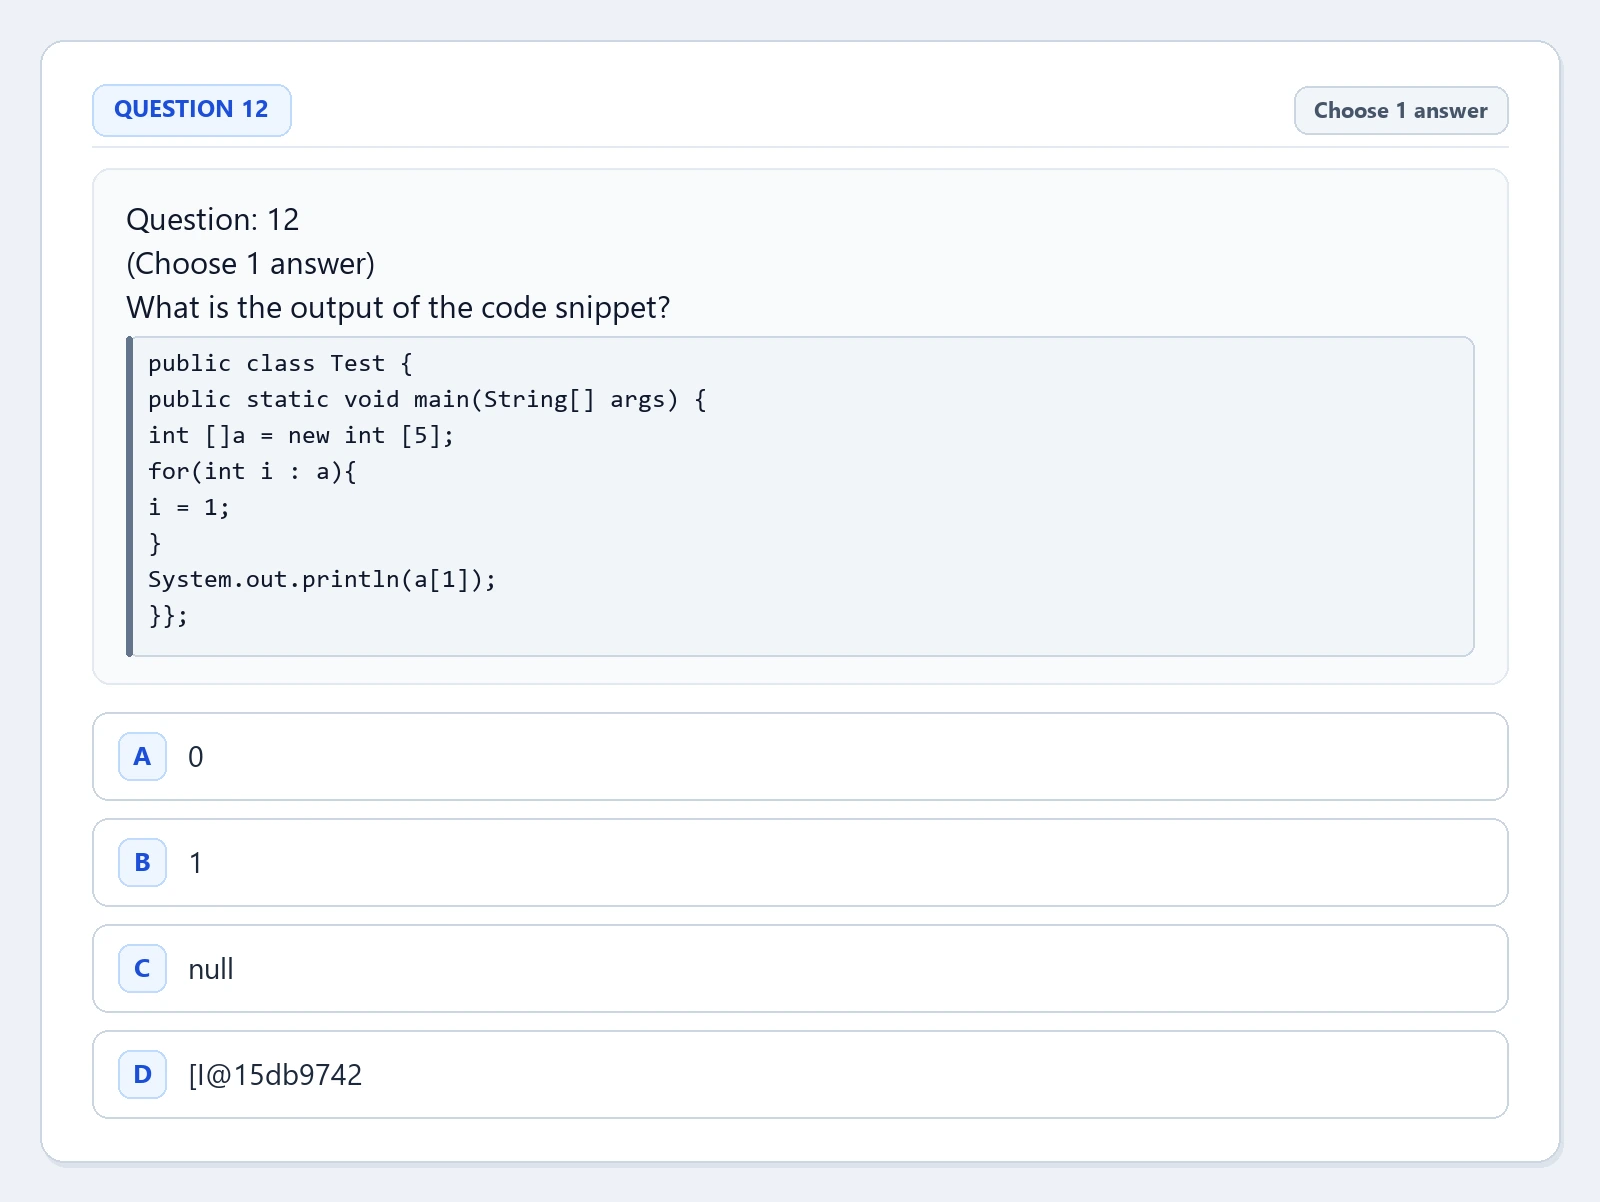 QUESTION 12
Choose 1 answer
Question: 12
(Choose 1 answer)
What is the output of the code snippet?
public class Test {
public static void main(String[] args) {
int []a = new int [5];
for(int i : a){
i = 1;
}
System.out.println(a[1]);
}};
A 0
B 1
C null
D [I@15db9742